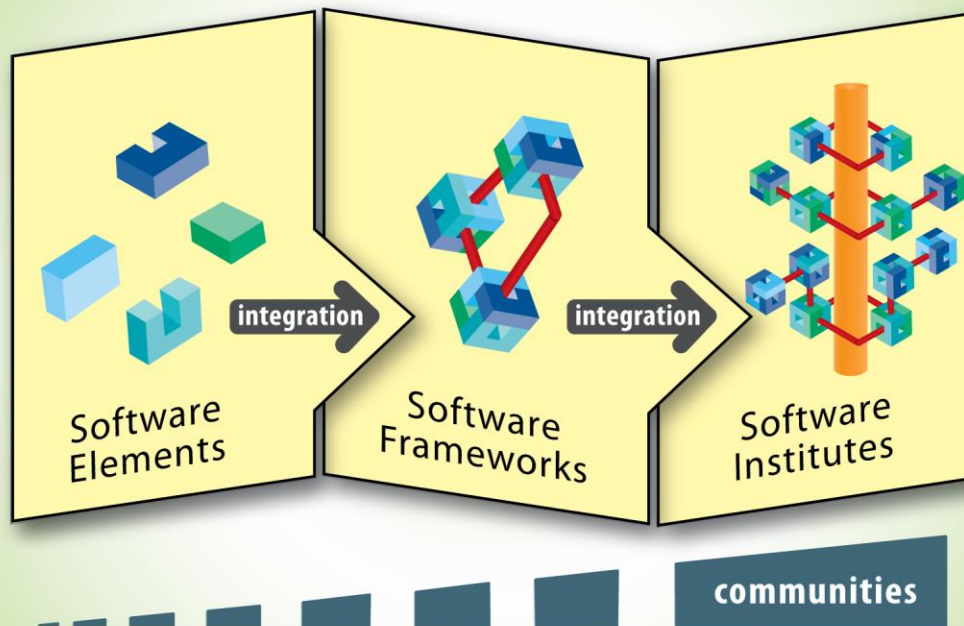 integration
integration
Software
Elements
Software
Frameworks
Software
Institutes
communities